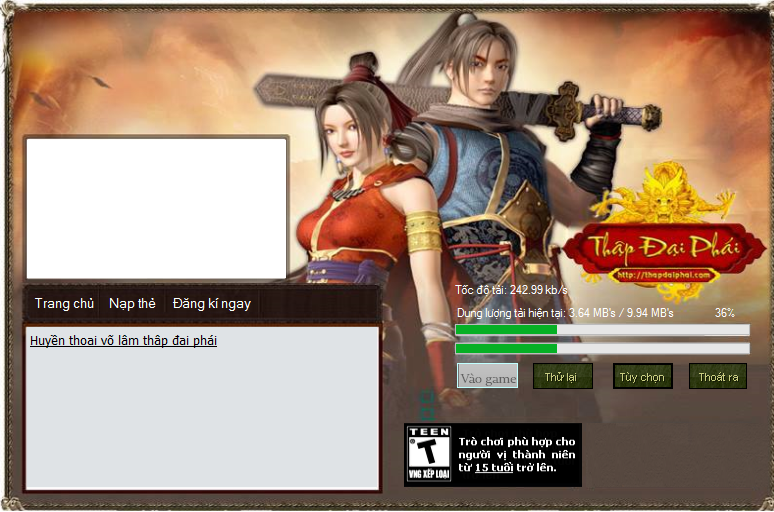 Thập Đại Phái
http://thapdaiphai.com
Tốc độ tải: 242.99 kb/s
Dung lượng tải hiện tại: 3.64 MB's / 9.94 MB's 36%
Trang chủ Nạp thẻ Đăng kí ngay
Huyền thoại võ lâm thập đại phái
Vào game Thử lại Tùy chọn Thoát ra
TEEN
T
VNG XẾP LOẠI
Trò chơi phù hợp cho
người vị thành niên
từ 15 tuổi trở lên.